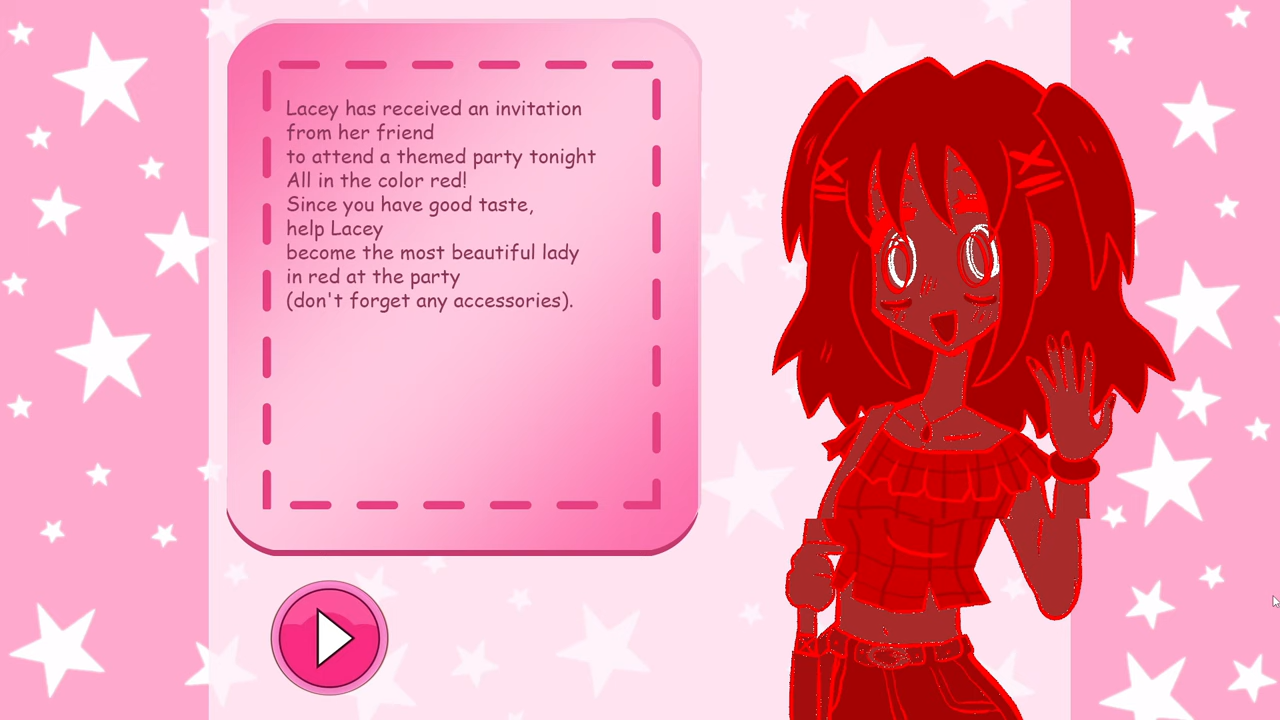 Lacey has received an invitation
from her friend
to attend a themed party tonight
All in the color red!
Since you have good taste,
help Lacey
become the most beautiful lady
in red at the party
(don't forget any accessories).